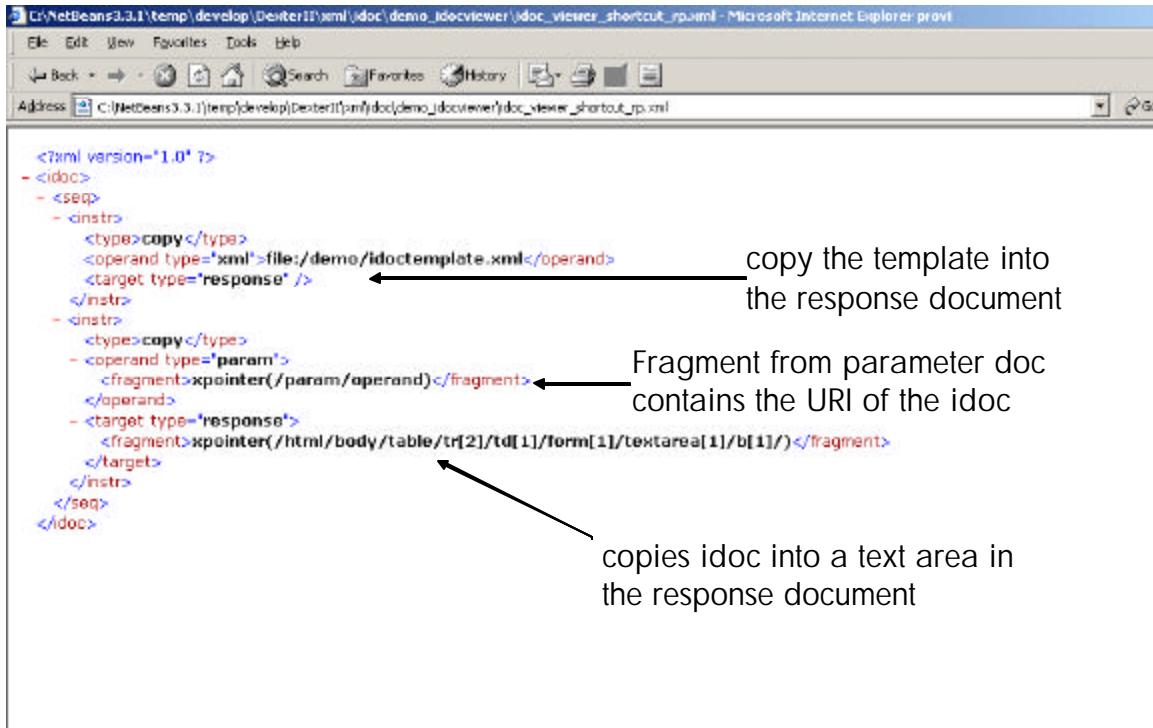 C:\NetBeans3.3.1\temp\develop\DexterII\xml\idoc\demo_idocviewer\idoc_viewer_shortcut_rp.xml - Microsoft Internet Explorer provi
File Edit View Favorites Tools Help
Back Search Favorites History
Address C:\NetBeans3.3.1\temp\develop\DexterII\xml\idoc\demo_idocviewer\idoc_viewer_shortcut_rp.xml
<?xml version="1.0" ?>
- <idoc>
- <seq>
- <instr>
<type>copy</type>
<operand type="xml">file:/demo/idoctemplate.xml</operand>
<target type="response" />
</instr>
- <instr>
<type>copy</type>
- <operand type="param">
<fragment>xpointer(/param/operand)</fragment>
</operand>
- <target type="response">
<fragment>xpointer(/html/body/table/tr[2]/td[1]/form[1]/textarea[1]/b[1]/)</fragment>
</target>
</instr>
</seq>
</idoc>
copy the template into
the response document
Fragment from parameter doc
contains the URI of the idoc
copies idoc into a text area in
the response document